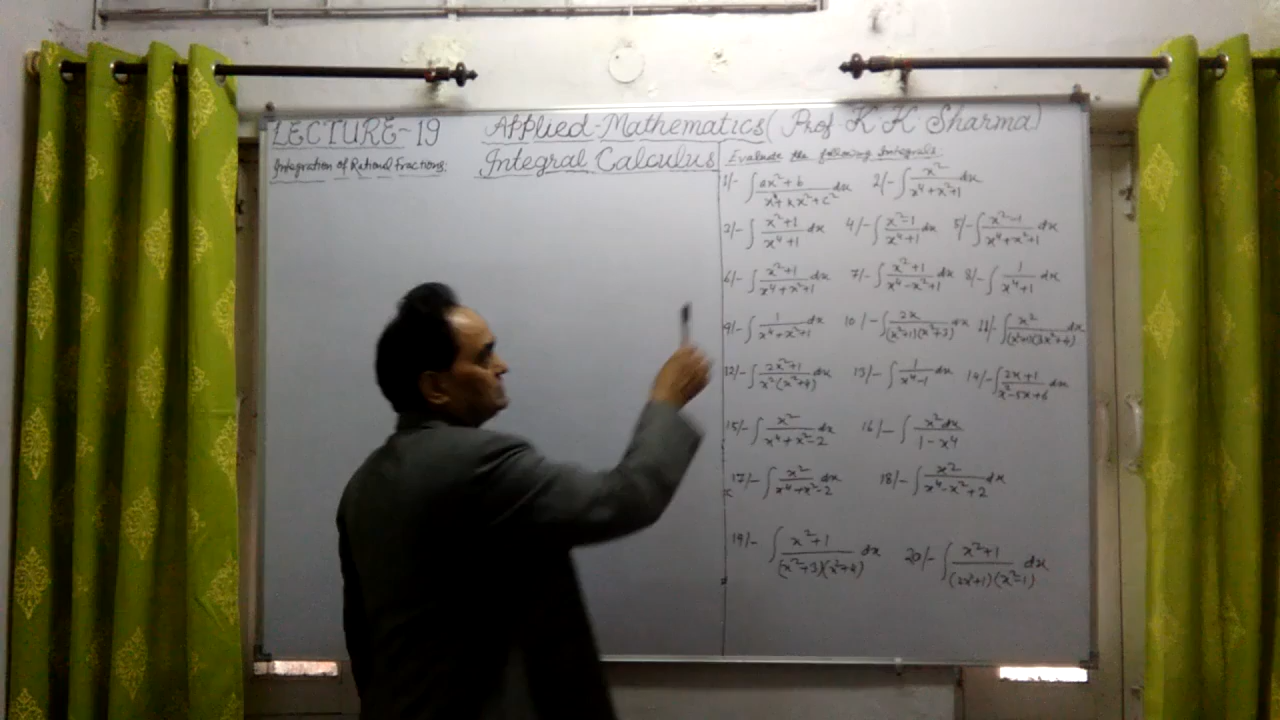 LECTURE-19 Applied-Mathematics( Prof. K K Sharma)
Integration of Rational Fractions: Integral Calculus
Evaluate the following Integrals:
1/- ∫ (ax²+b)/(x⁴+kx²+c²) dx 2/- ∫ x²/(x⁴+x²+1) dx
3/- ∫ (x²+1)/(x⁴+1) dx 4/- ∫ (x²-1)/(x⁴+1) dx 5/- ∫ (x²-1)/(x⁴+x²+1) dx
6/- ∫ (x²+1)/(x⁴+x²+1) dx 7/- ∫ (x²+1)/(x⁴-x²+1) dx 8/- ∫ 1/(x⁴+1) dx
9/- ∫ 1/(x⁴+x²+1) dx 10/- ∫ 2x/((x²+1)(x²+3)) dx 11/- ∫ x²/((x²+1)(3x²+4)) dx
12/- ∫ (2x²+1)/(x²(x²+4)) dx 13/- ∫ 1/(x⁴-1) dx 14/- ∫ (2x+1)/(x²-5x+6) dx
15/- ∫ x²/(x⁴+x²-2) dx 16/- ∫ x²dx/(1-x⁴)
17/- ∫ x²/(x⁴+x²-2) dx 18/- ∫ x²/(x⁴-x²+2) dx
19/- ∫ (x²+1)/((x²+3)(x²+4)) dx 20/- ∫ (x²+1)/((2x²+1)(x²-1)) dx